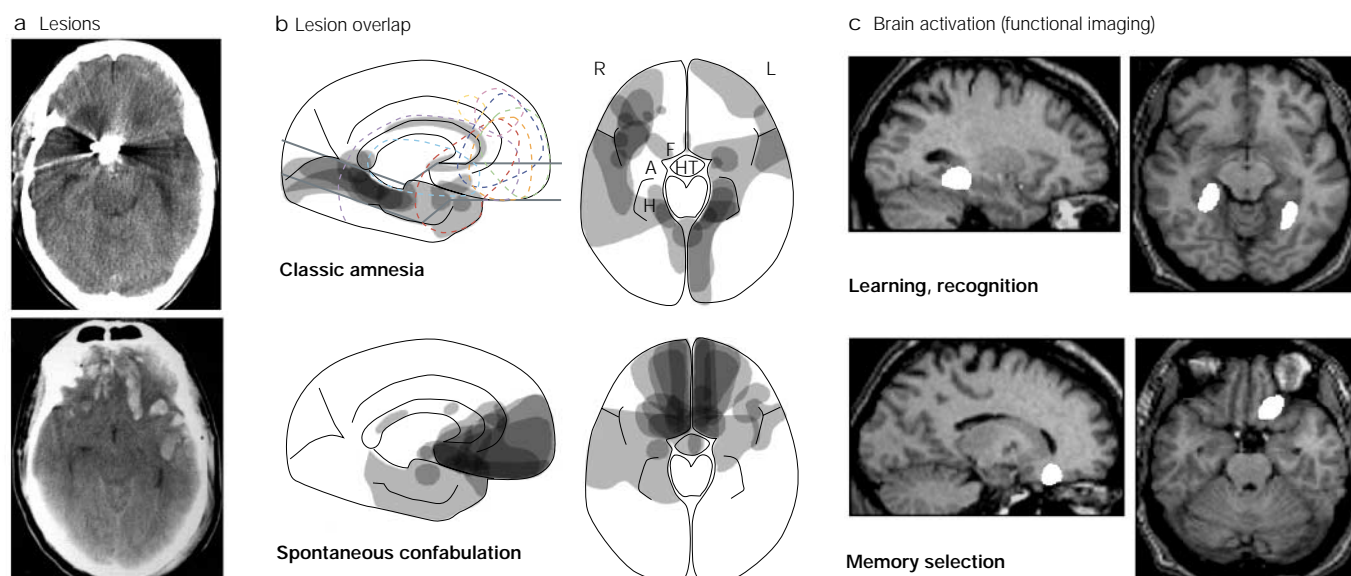 a Lesions
b Lesion overlap
c Brain activation (functional imaging)
R
L
F
A
HT
H
Classic amnesia
Learning, recognition
Spontaneous confabulation
Memory selection